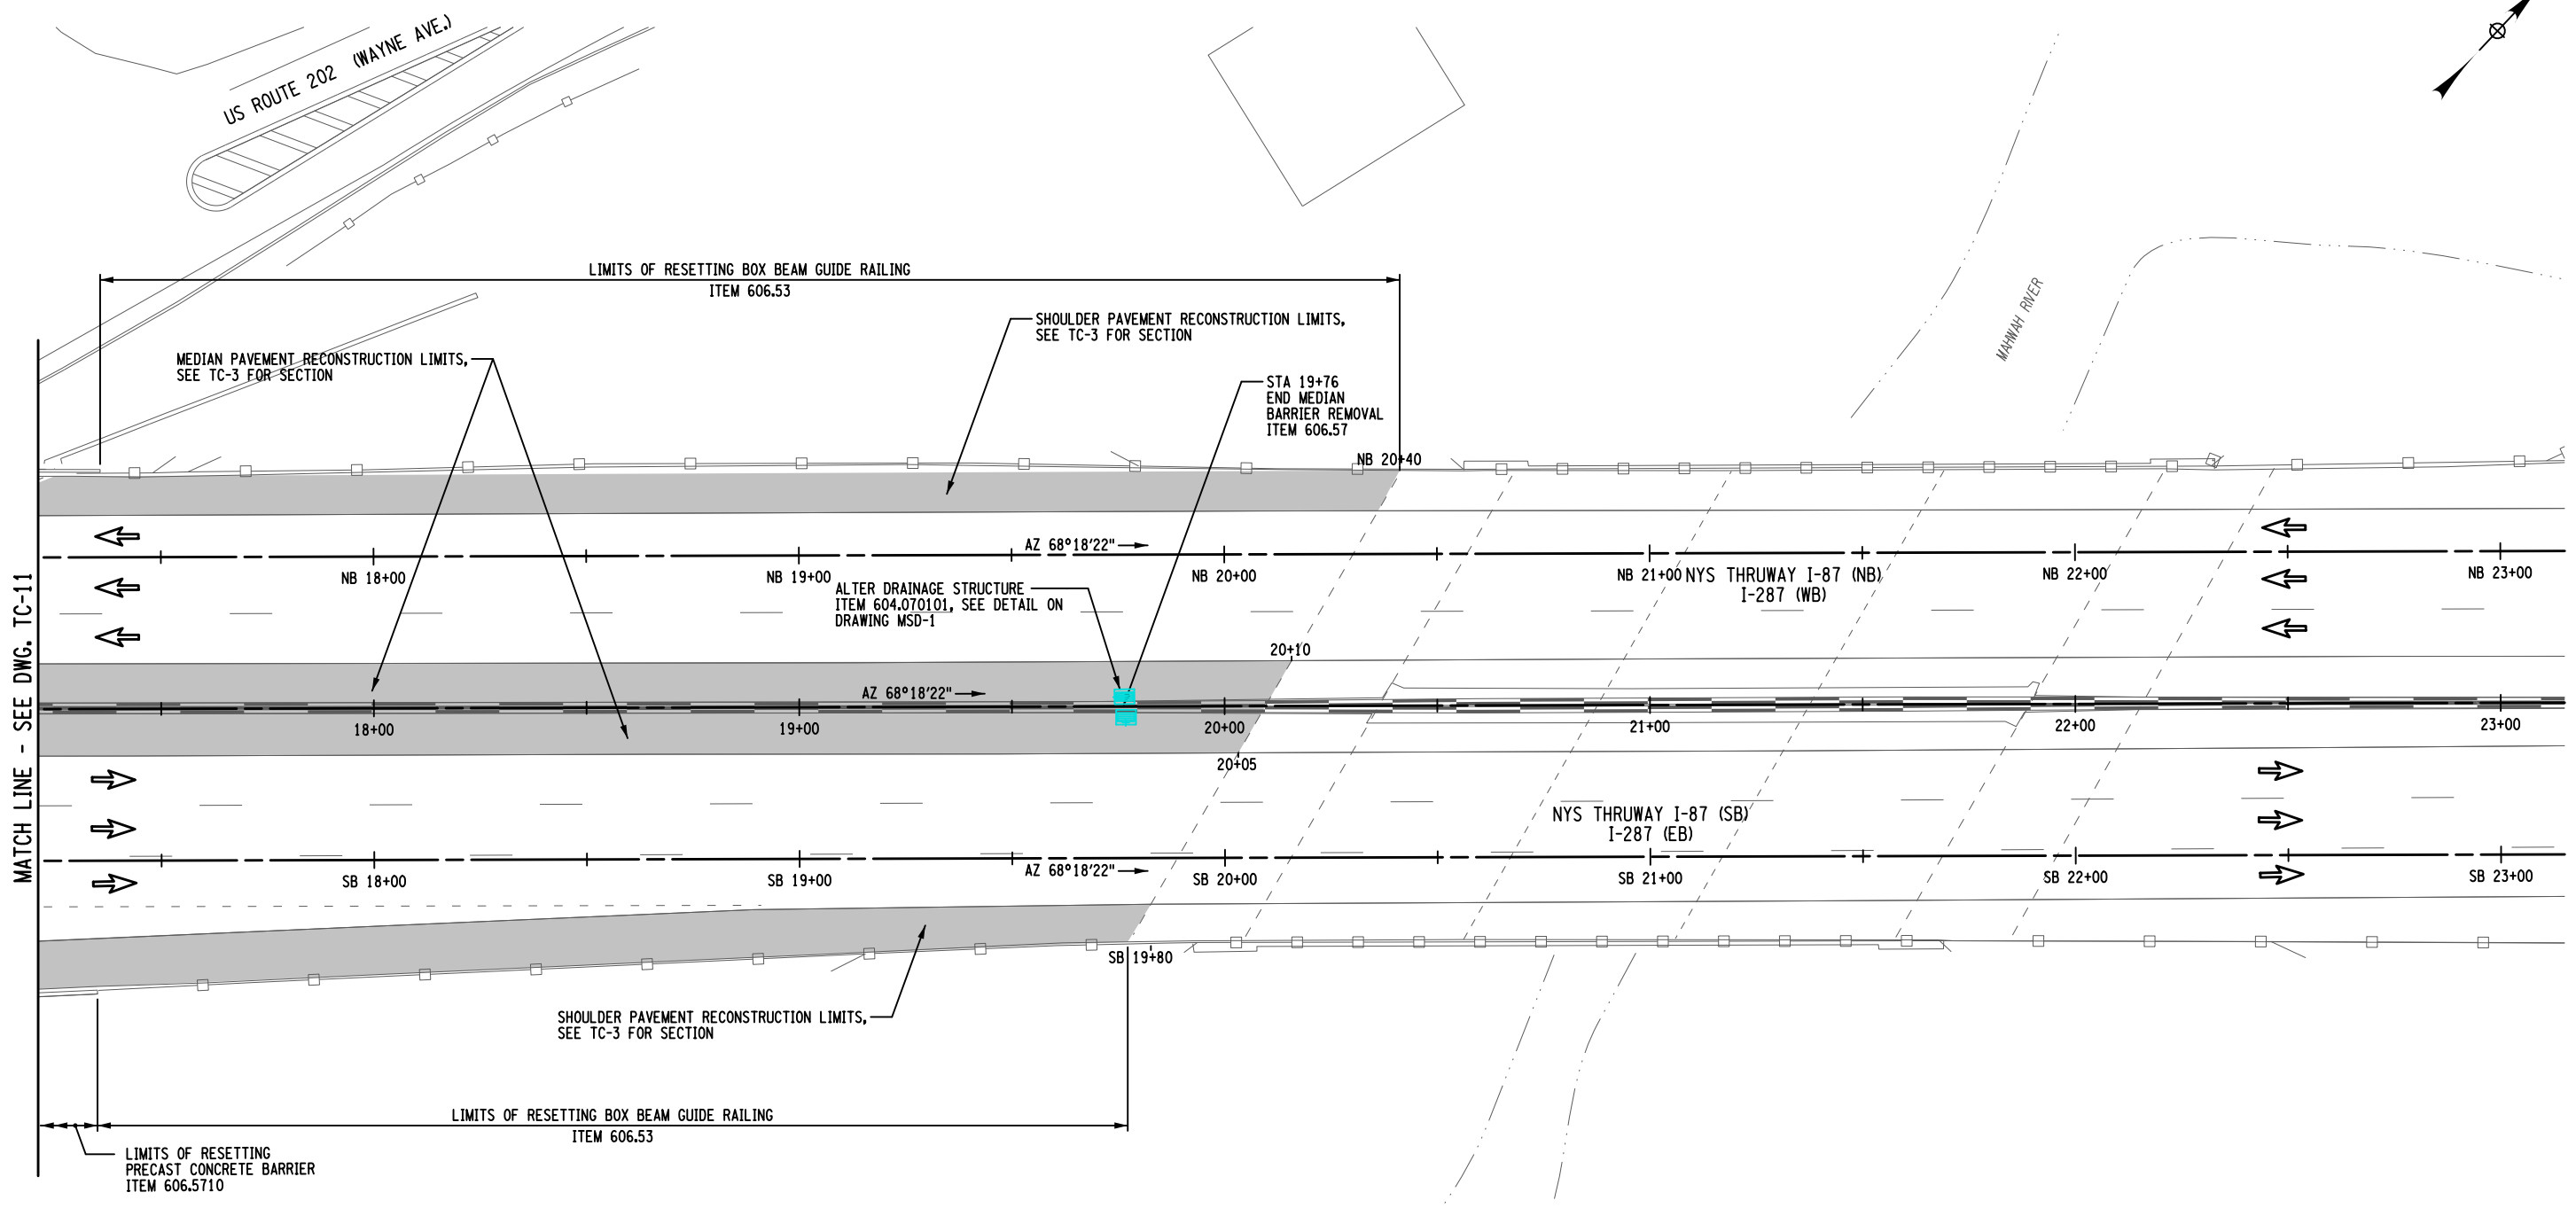 US ROUTE 202 (WAYNE AVE.)
LIMITS OF RESETTING BOX BEAM GUIDE RAILING
ITEM 606.53
SHOULDER PAVEMENT RECONSTRUCTION LIMITS,
SEE TC-3 FOR SECTION
MEDIAN PAVEMENT RECONSTRUCTION LIMITS,
SEE TC-3 FOR SECTION
STA 19+76
END MEDIAN
BARRIER REMOVAL
ITEM 606.57
MAHWAH RIVER
NB 20+40
AZ 68°18'22"
NB 18+00
NB 19+00
NB 20+00
NB 21+00
NB 22+00
NB 23+00
NYS THRUWAY I-87 (NB)
I-287 (WB)
ALTER DRAINAGE STRUCTURE
ITEM 604.070101, SEE DETAIL ON
DRAWING MSD-1
MATCH LINE - SEE DWG. TC-11
20+10
AZ 68°18'22"
18+00
19+00
20+00
21+00
22+00
23+00
20+05
NYS THRUWAY I-87 (SB)
I-287 (EB)
AZ 68°18'22"
SB 18+00
SB 19+00
SB 20+00
SB 21+00
SB 22+00
SB 23+00
SB 19+80
SHOULDER PAVEMENT RECONSTRUCTION LIMITS,
SEE TC-3 FOR SECTION
LIMITS OF RESETTING BOX BEAM GUIDE RAILING
ITEM 606.53
LIMITS OF RESETTING
PRECAST CONCRETE BARRIER
ITEM 606.5710